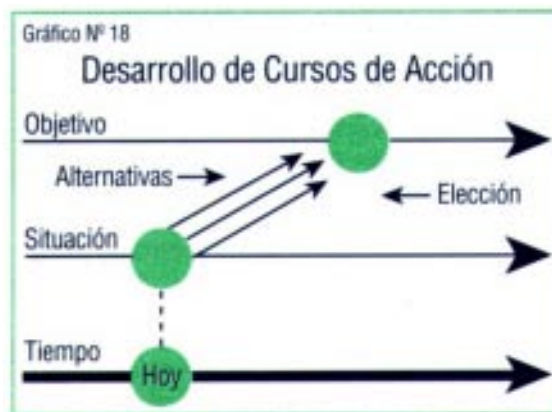 Gráfico Nº 18
Desarrollo de Cursos de Acción
Objetivo
Alternativas
Elección
Situación
Tiempo
Hoy